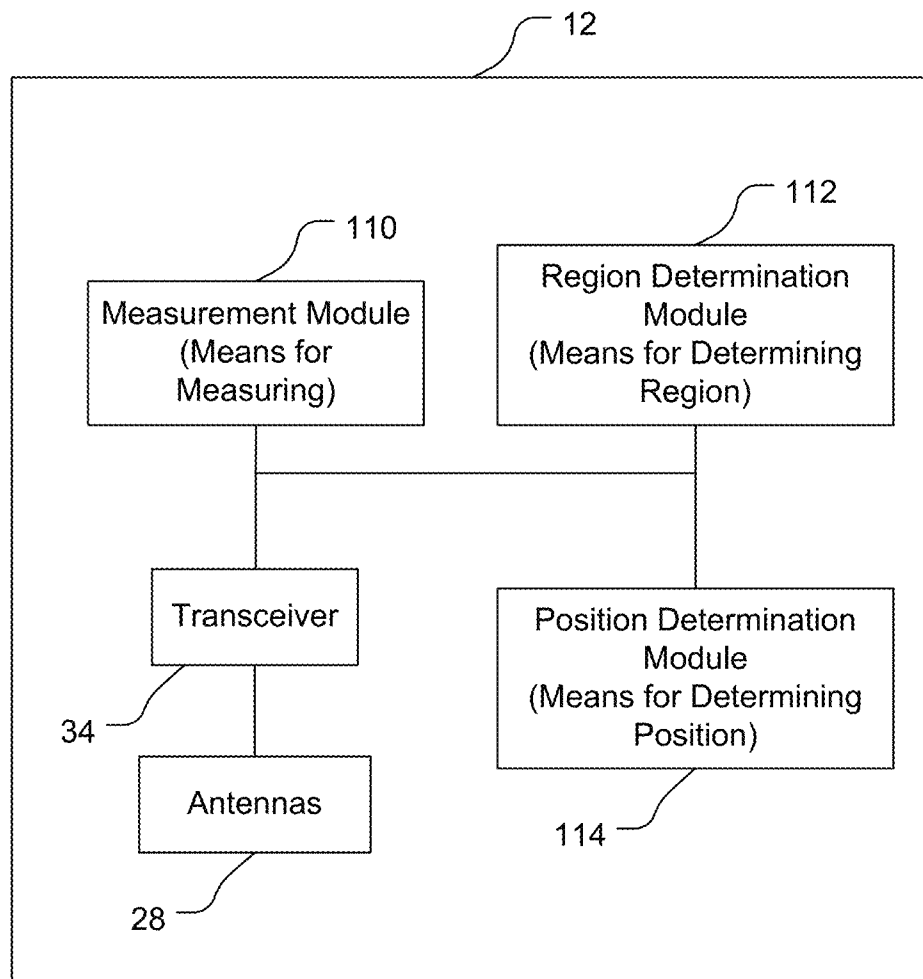 12
110
112
Measurement Module
(Means for
Measuring)
Region Determination
Module
(Means for Determining
Region)
Transceiver
34
Position Determination
Module
(Means for Determining
Position)
Antennas
114
28